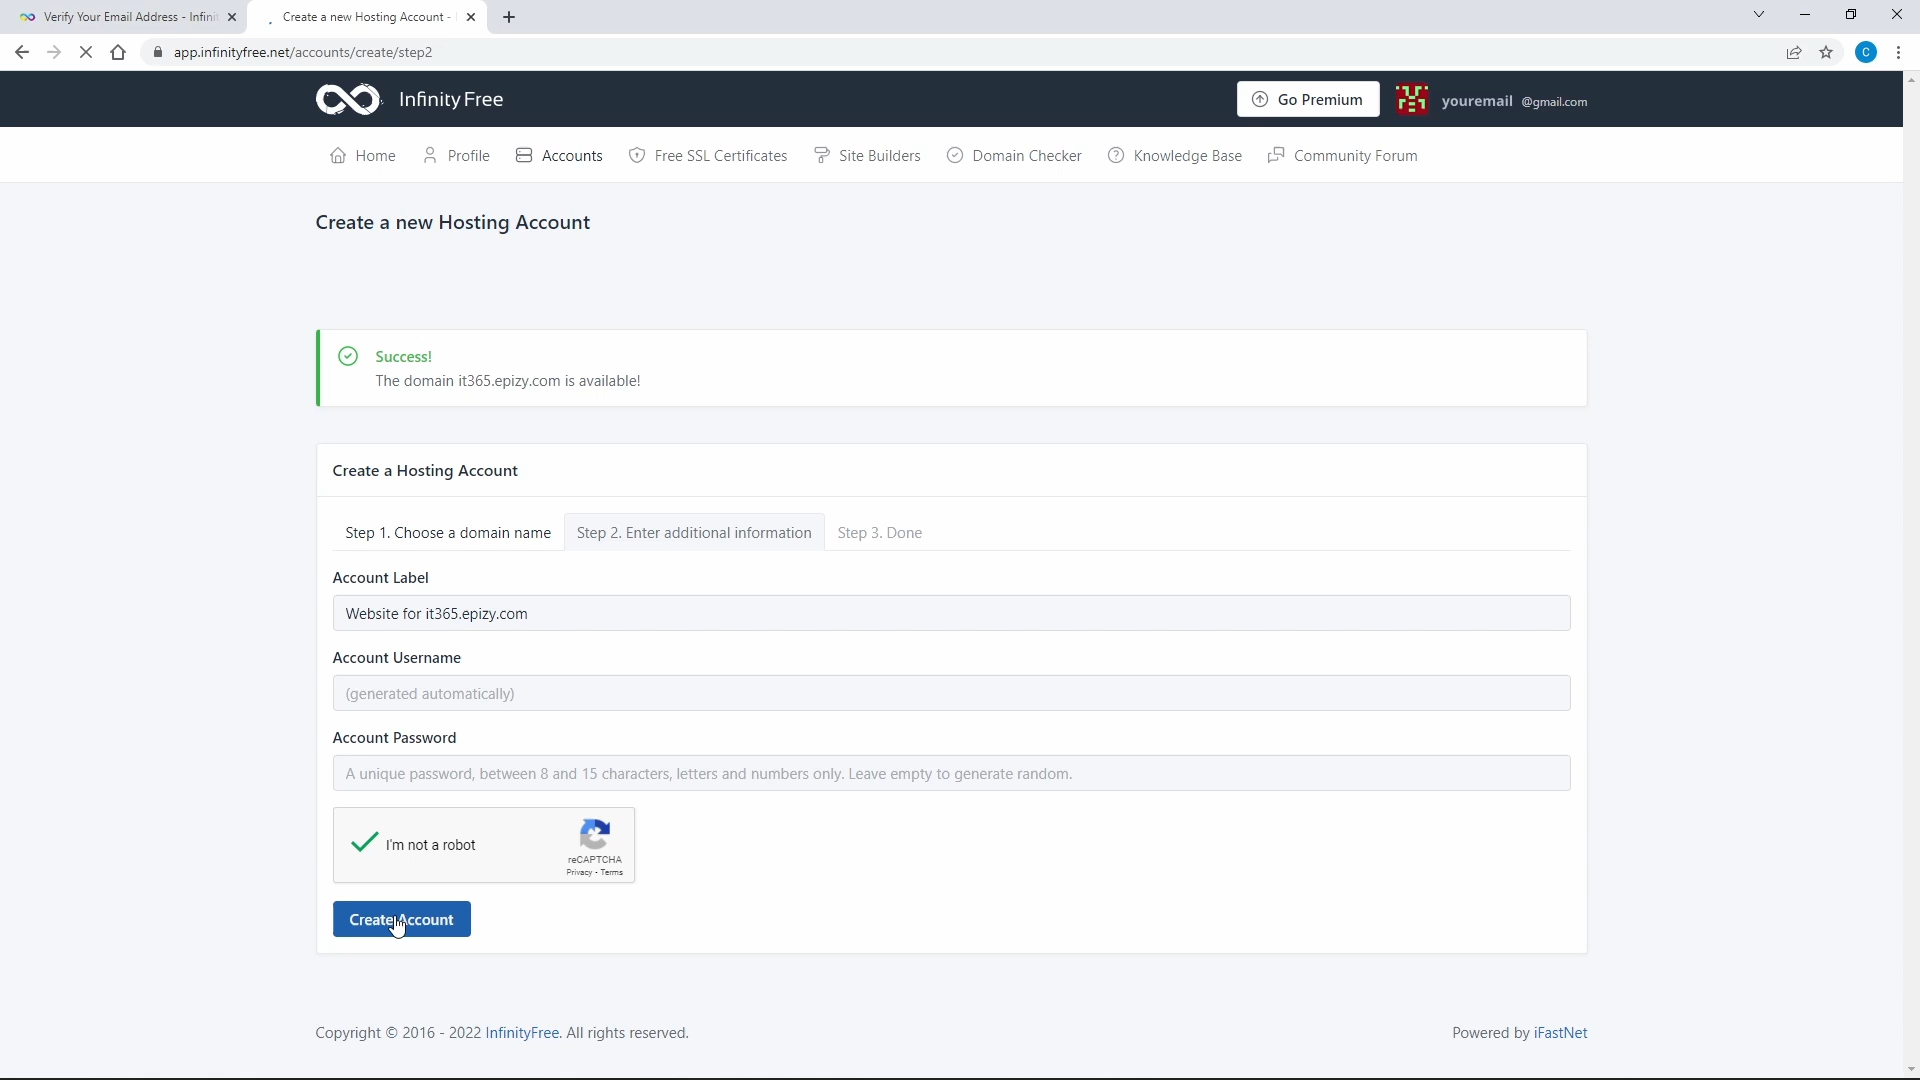 Verify Your Email Address - Infini
Create a new Hosting Account -
app.infinityfree.net/accounts/create/step2
C
InfinityFree
Go Premium
youremail @gmail.com
Home
Profile
Accounts
Free SSL Certificates
Site Builders
Domain Checker
Knowledge Base
Community Forum
Create a new Hosting Account
Success!
The domain it365.epizy.com is available!
Create a Hosting Account
Step 1. Choose a domain name
Step 2. Enter additional information
Step 3. Done
Account Label
Website for it365.epizy.com
Account Username
(generated automatically)
Account Password
A unique password, between 8 and 15 characters, letters and numbers only. Leave empty to generate random.
I'm not a robot
reCAPTCHA
Privacy - Terms
Create Account
Copyright © 2016 - 2022 InfinityFree. All rights reserved.
Powered by iFastNet